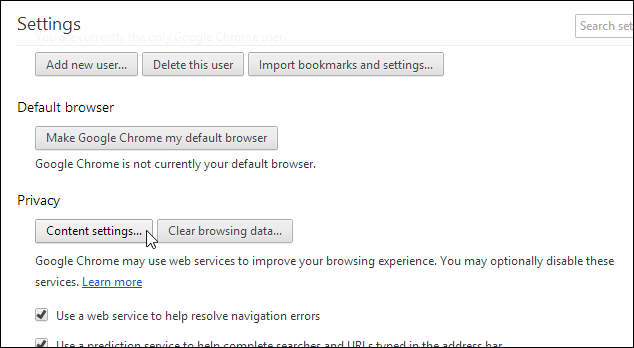 Settings
Search set
You are currently the only Google Chrome user.
Add new user... Delete this user Import bookmarks and settings...
Default browser
Make Google Chrome my default browser
Google Chrome is not currently your default browser.
Privacy
Content settings... Clear browsing data...
Google Chrome may use web services to improve your browsing experience. You may optionally disable these
services. Learn more
Use a web service to help resolve navigation errors
Use a prediction service to help complete searches and URLs typed in the address bar